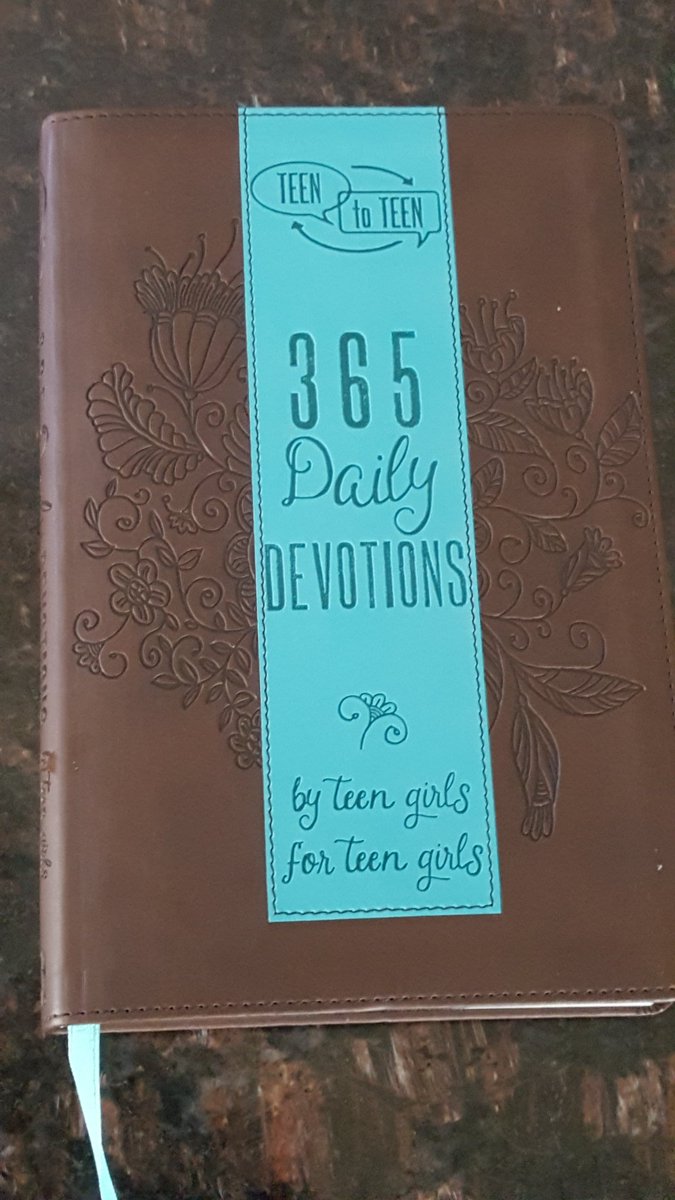 TEEN
to TEEN
365
Daily
DEVOTIONS
by teen girls
for teen girls